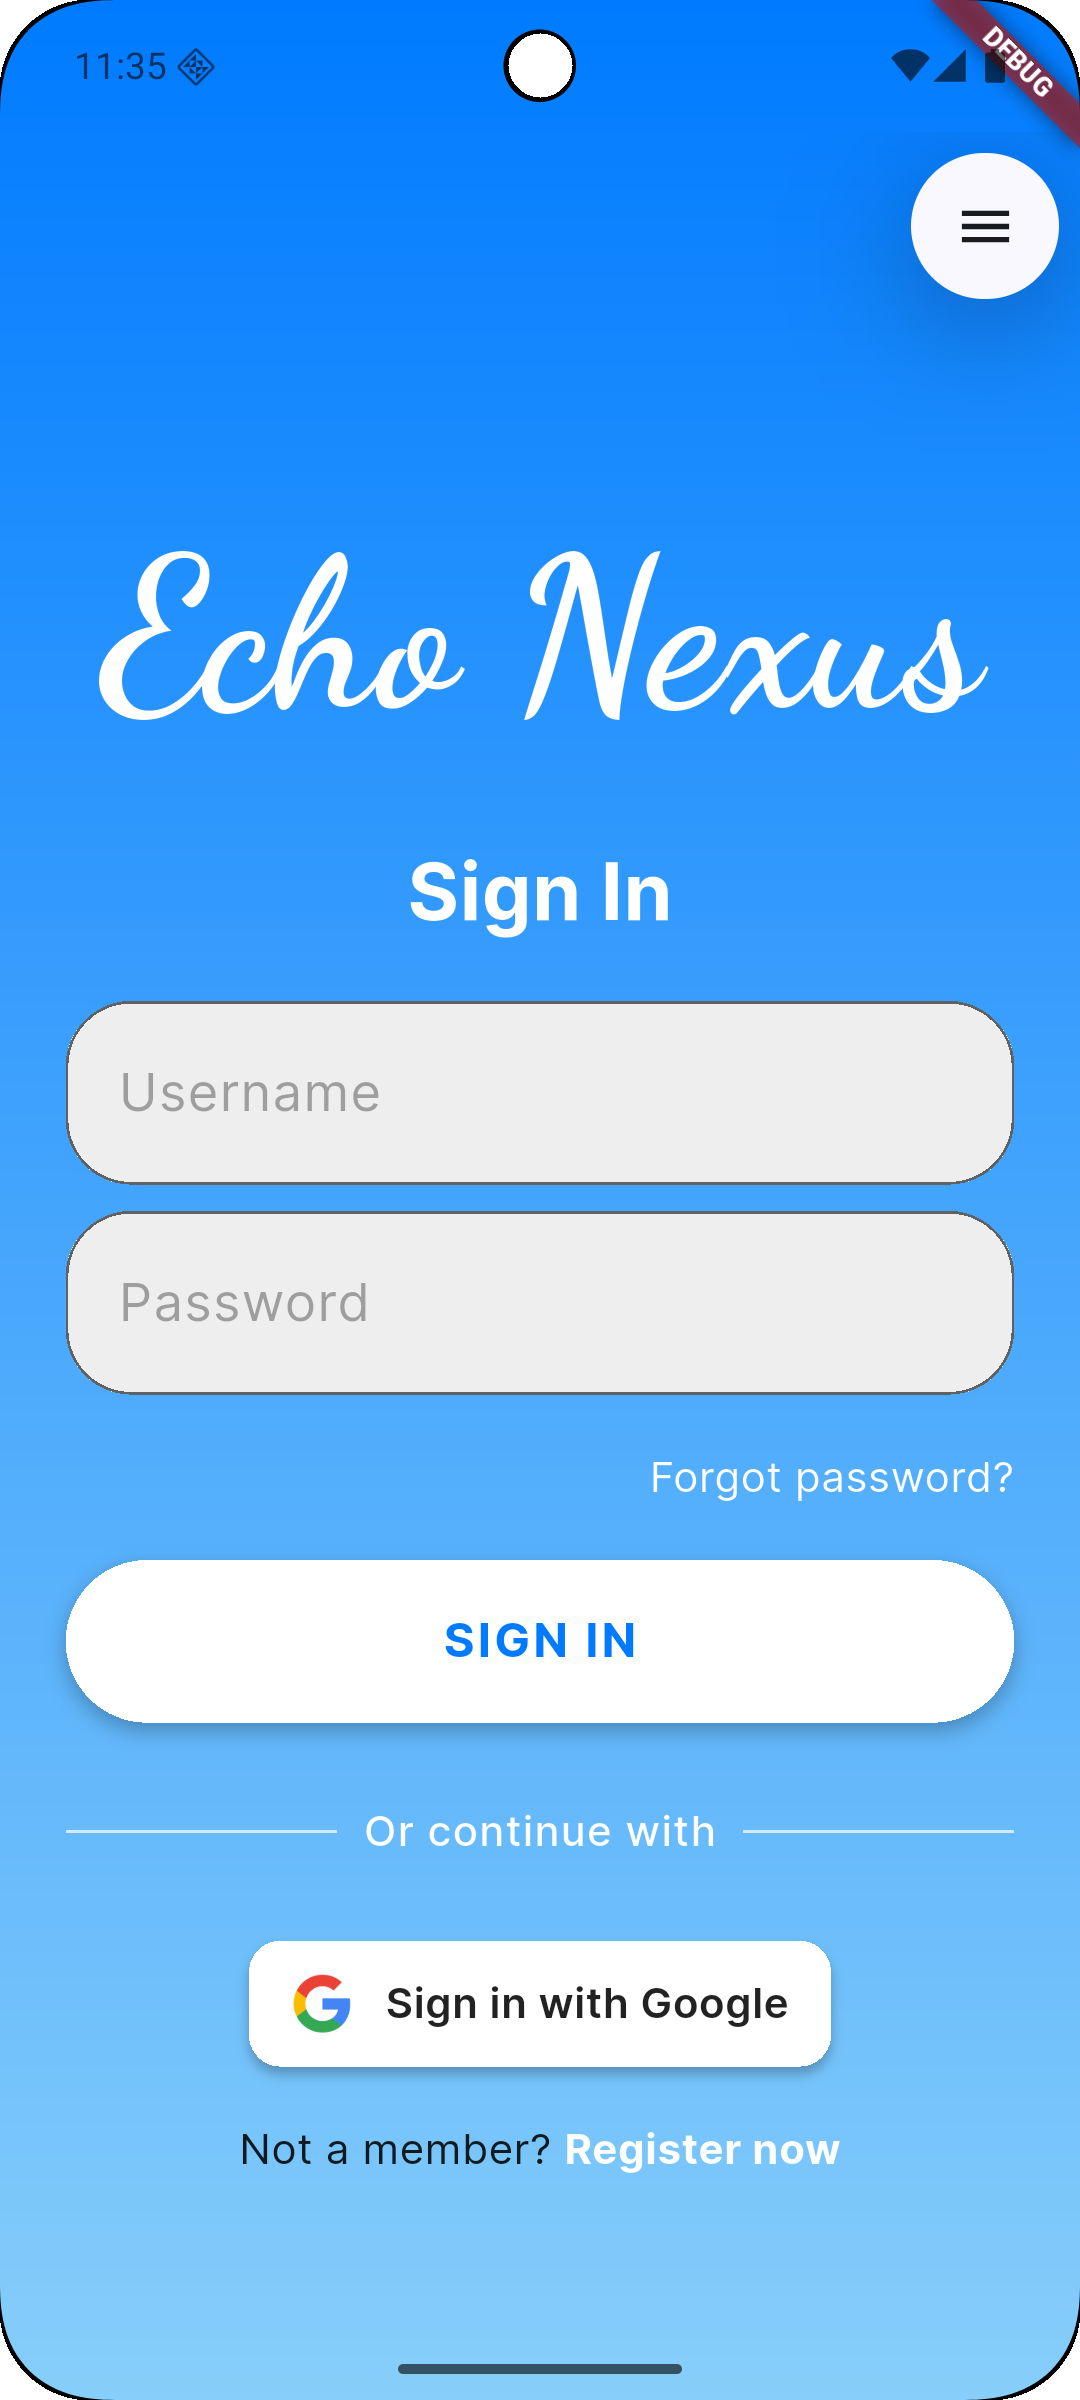 11:35
DEBUG
Echo Nexus
Sign In
Username
Password
Forgot password?
SIGN IN
Or continue with
Sign in with Google
Not a member? Register now